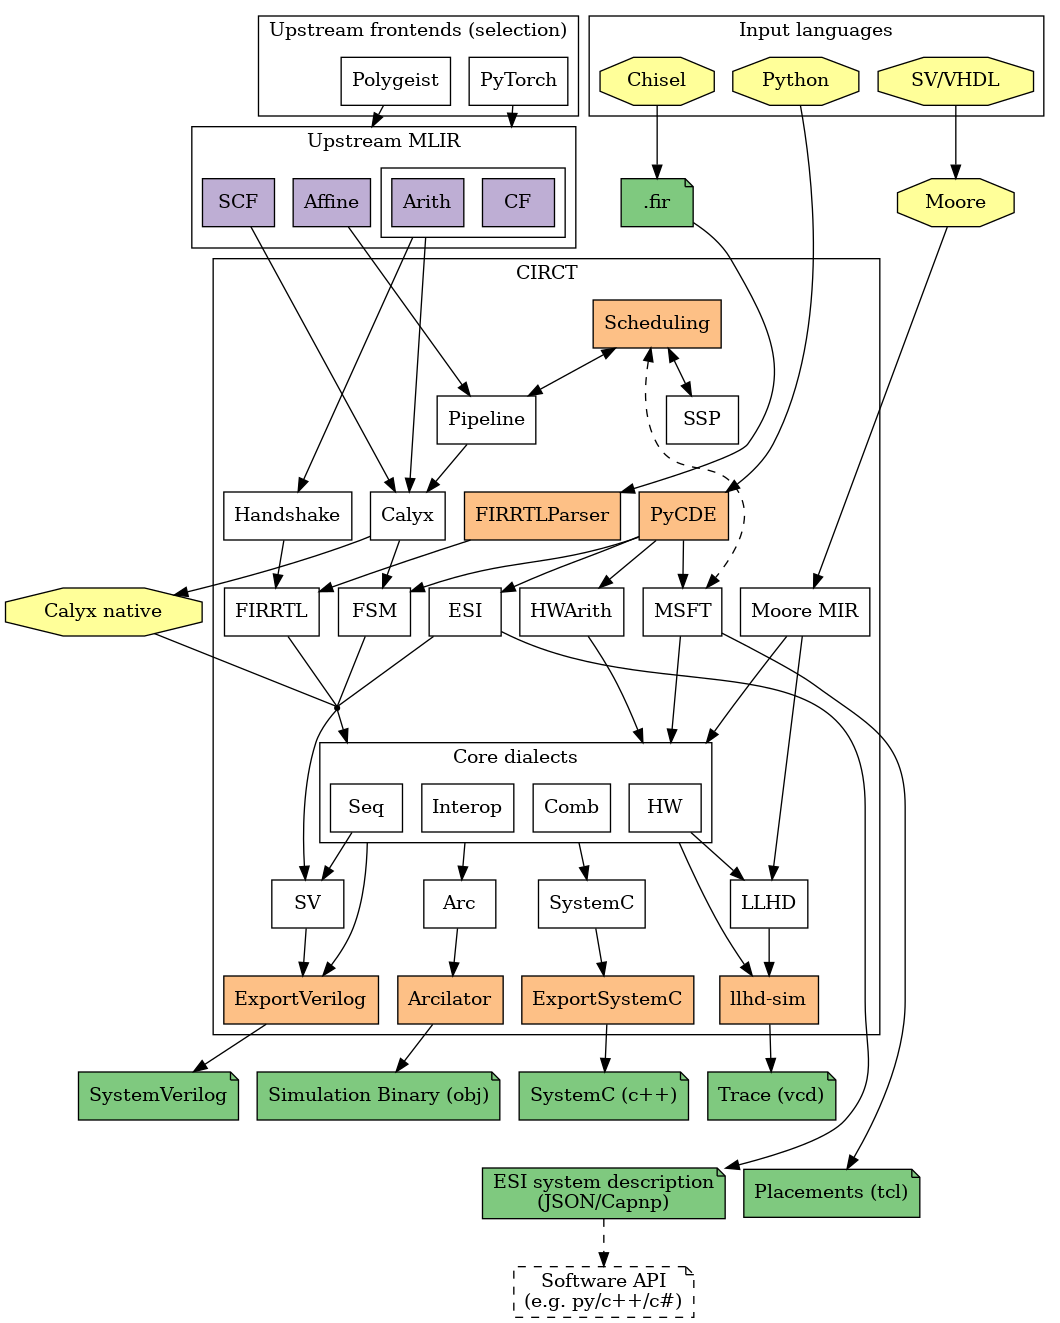 Upstream frontends (selection)
Input languages
Polygeist
PyTorch
Chisel
Python
SV/VHDL
Upstream MLIR
SCF
Affine
Arith
CF
.fir
Moore
CIRCT
Scheduling
Pipeline
SSP
Handshake
Calyx
FIRRTLParser
PyCDE
Calyx native
FIRRTL
FSM
ESI
HWArith
MSFT
Moore MIR
Core dialects
Seq
Interop
Comb
HW
SV
Arc
SystemC
LLHD
ExportVerilog
Arcilator
ExportSystemC
llhd-sim
SystemVerilog
Simulation Binary (obj)
SystemC (c++)
Trace (vcd)
ESI system description
(JSON/Capnp)
Placements (tcl)
Software API
(e.g. py/c++/c#)